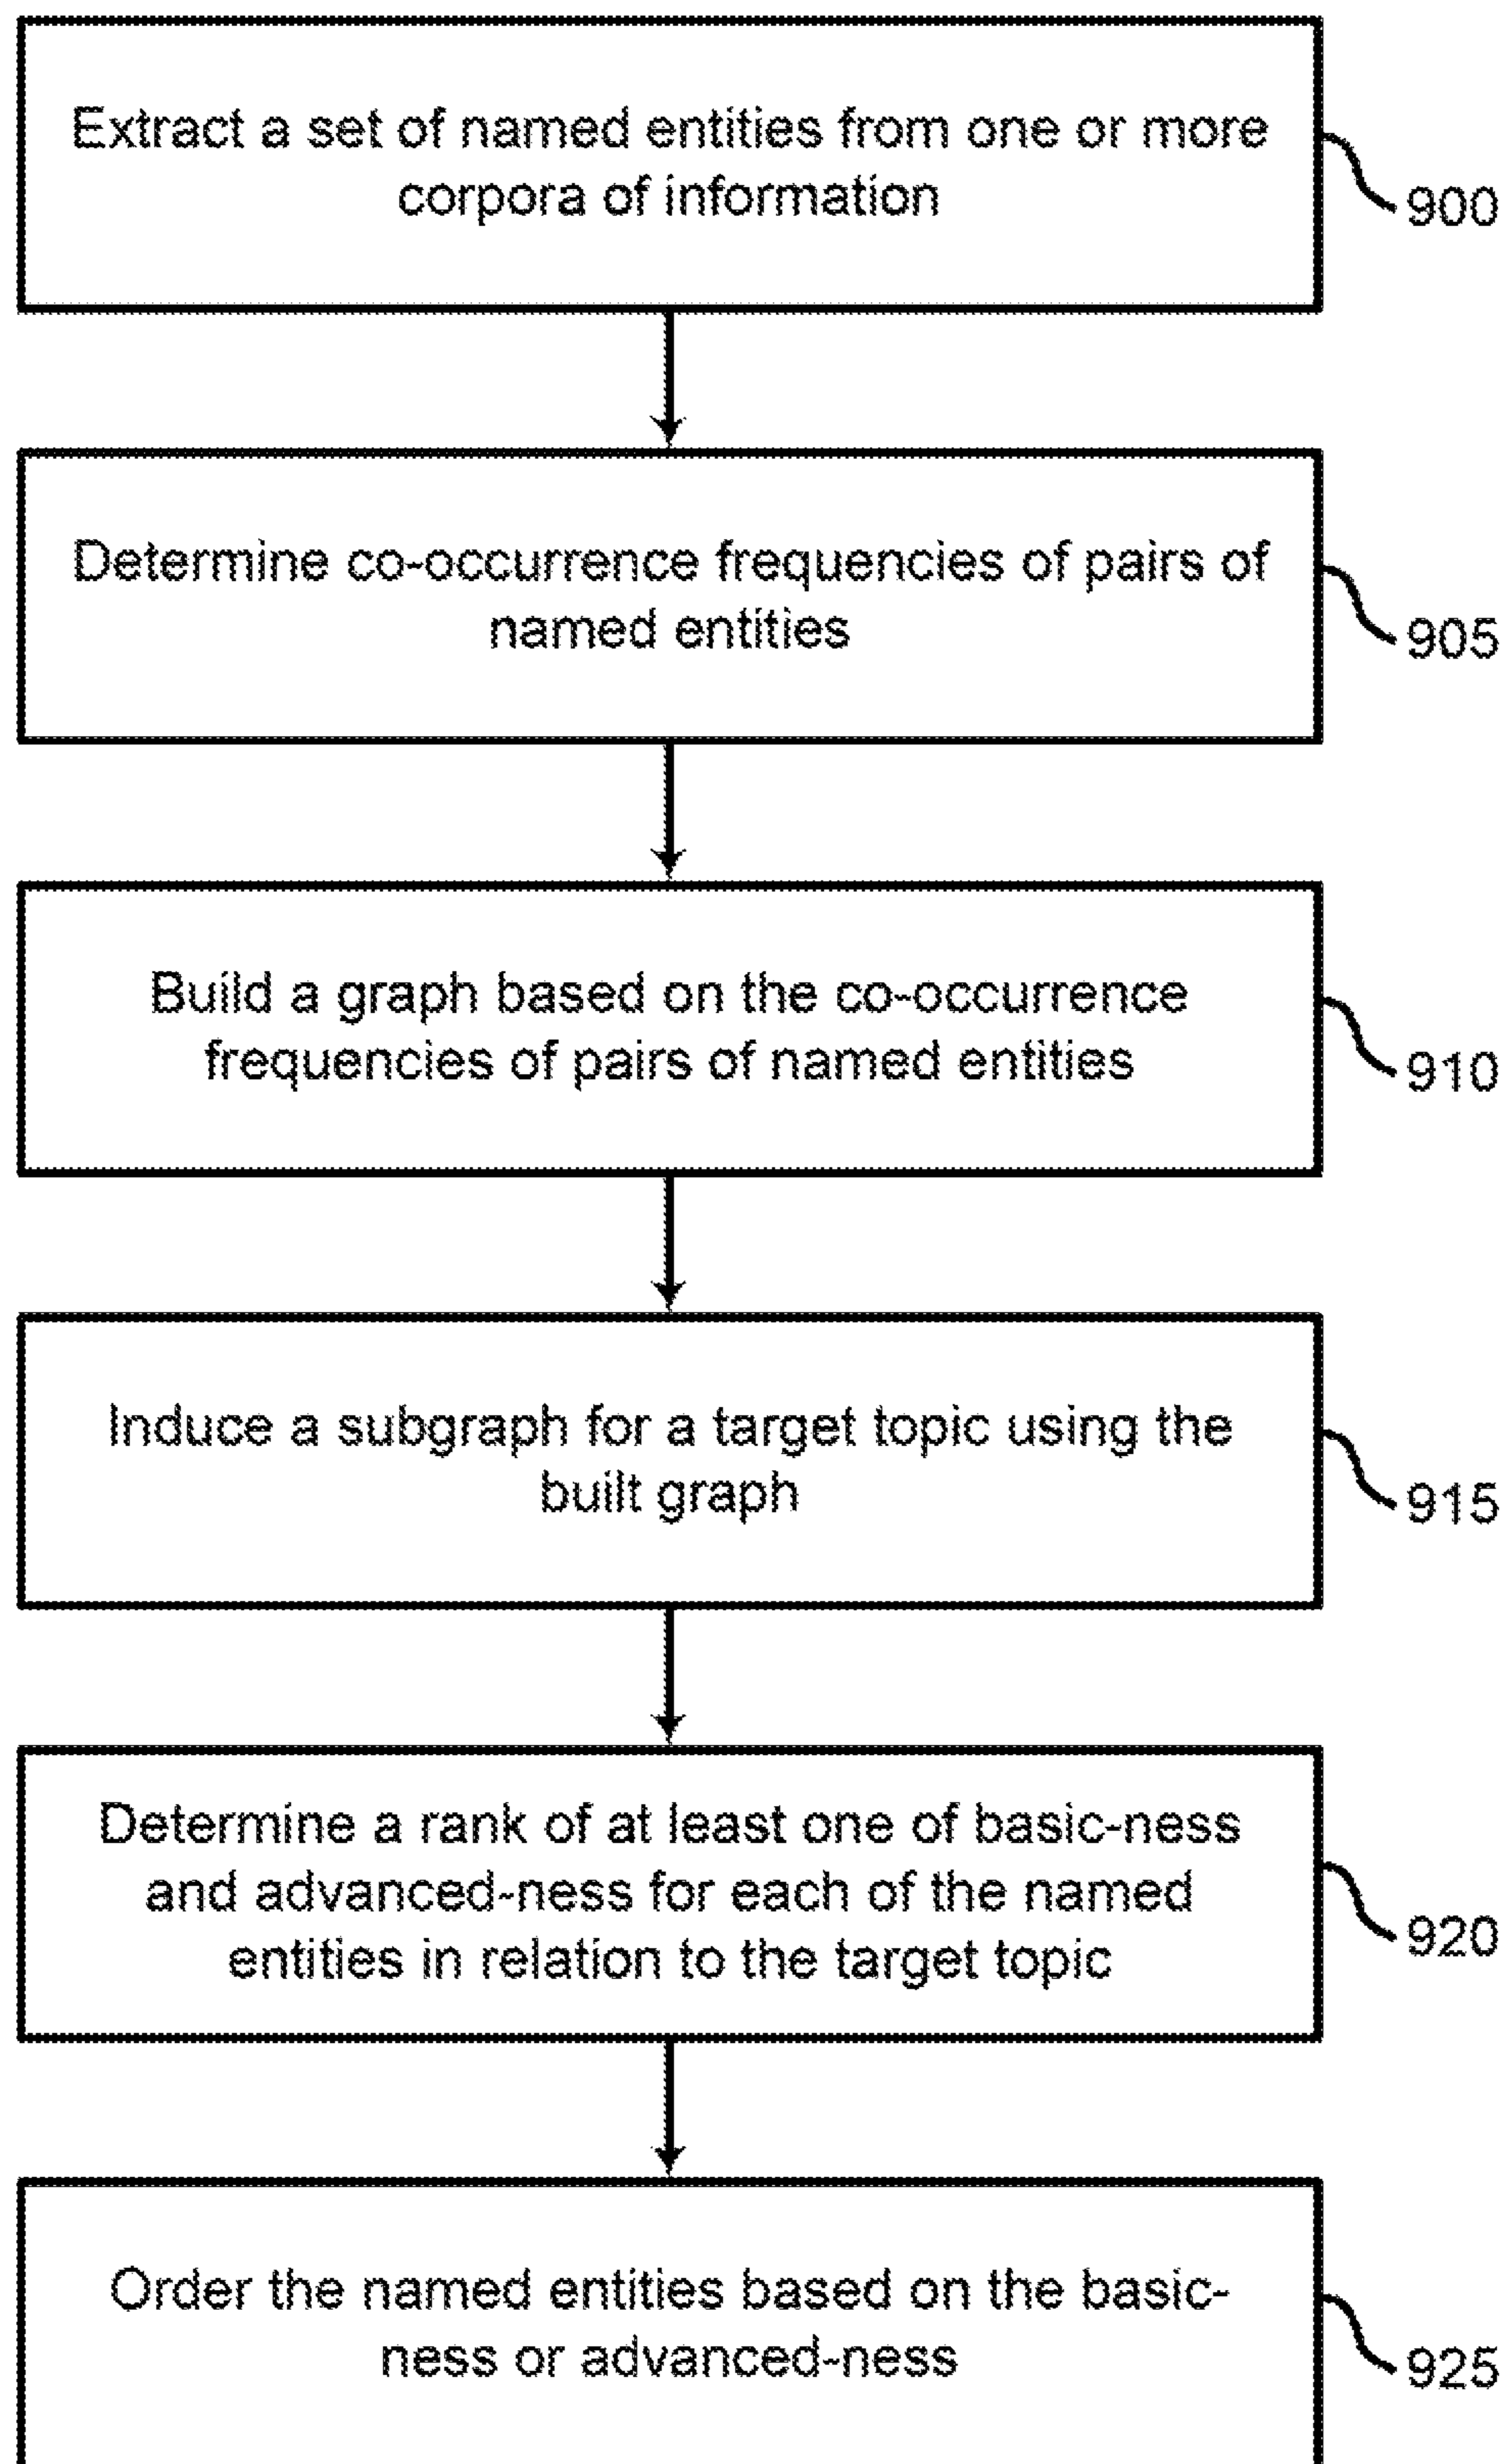 Extract a set of named entities from one or more
corpora of information
900
Determine co-occurrence frequencies of pairs of
named entities
905
Build a graph based on the co-occurrence
frequencies of pairs of named entities
910
Induce a subgraph for a target topic using the
built graph
915
Determine a rank of at least one of basic-ness
and advanced-ness for each of the named
entities in relation to the target topic
920
Order the named entities based on the basic-
ness or advanced-ness
925